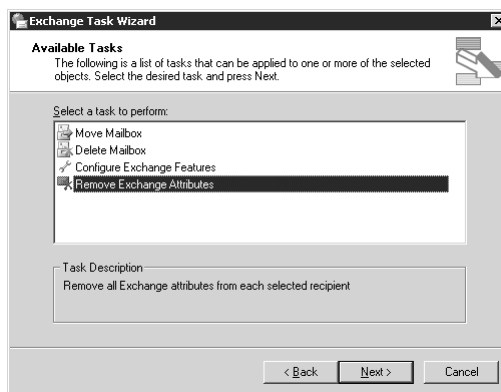 Exchange Task Wizard
Available Tasks
The following is a list of tasks that can be applied to one or more of the selected
objects. Select the desired task and press Next.
Select a task to perform:
Move Mailbox
Delete Mailbox
Configure Exchange Features
Remove Exchange Attributes
Task Description
Remove all Exchange attributes from each selected recipient
< Back
Next >
Cancel